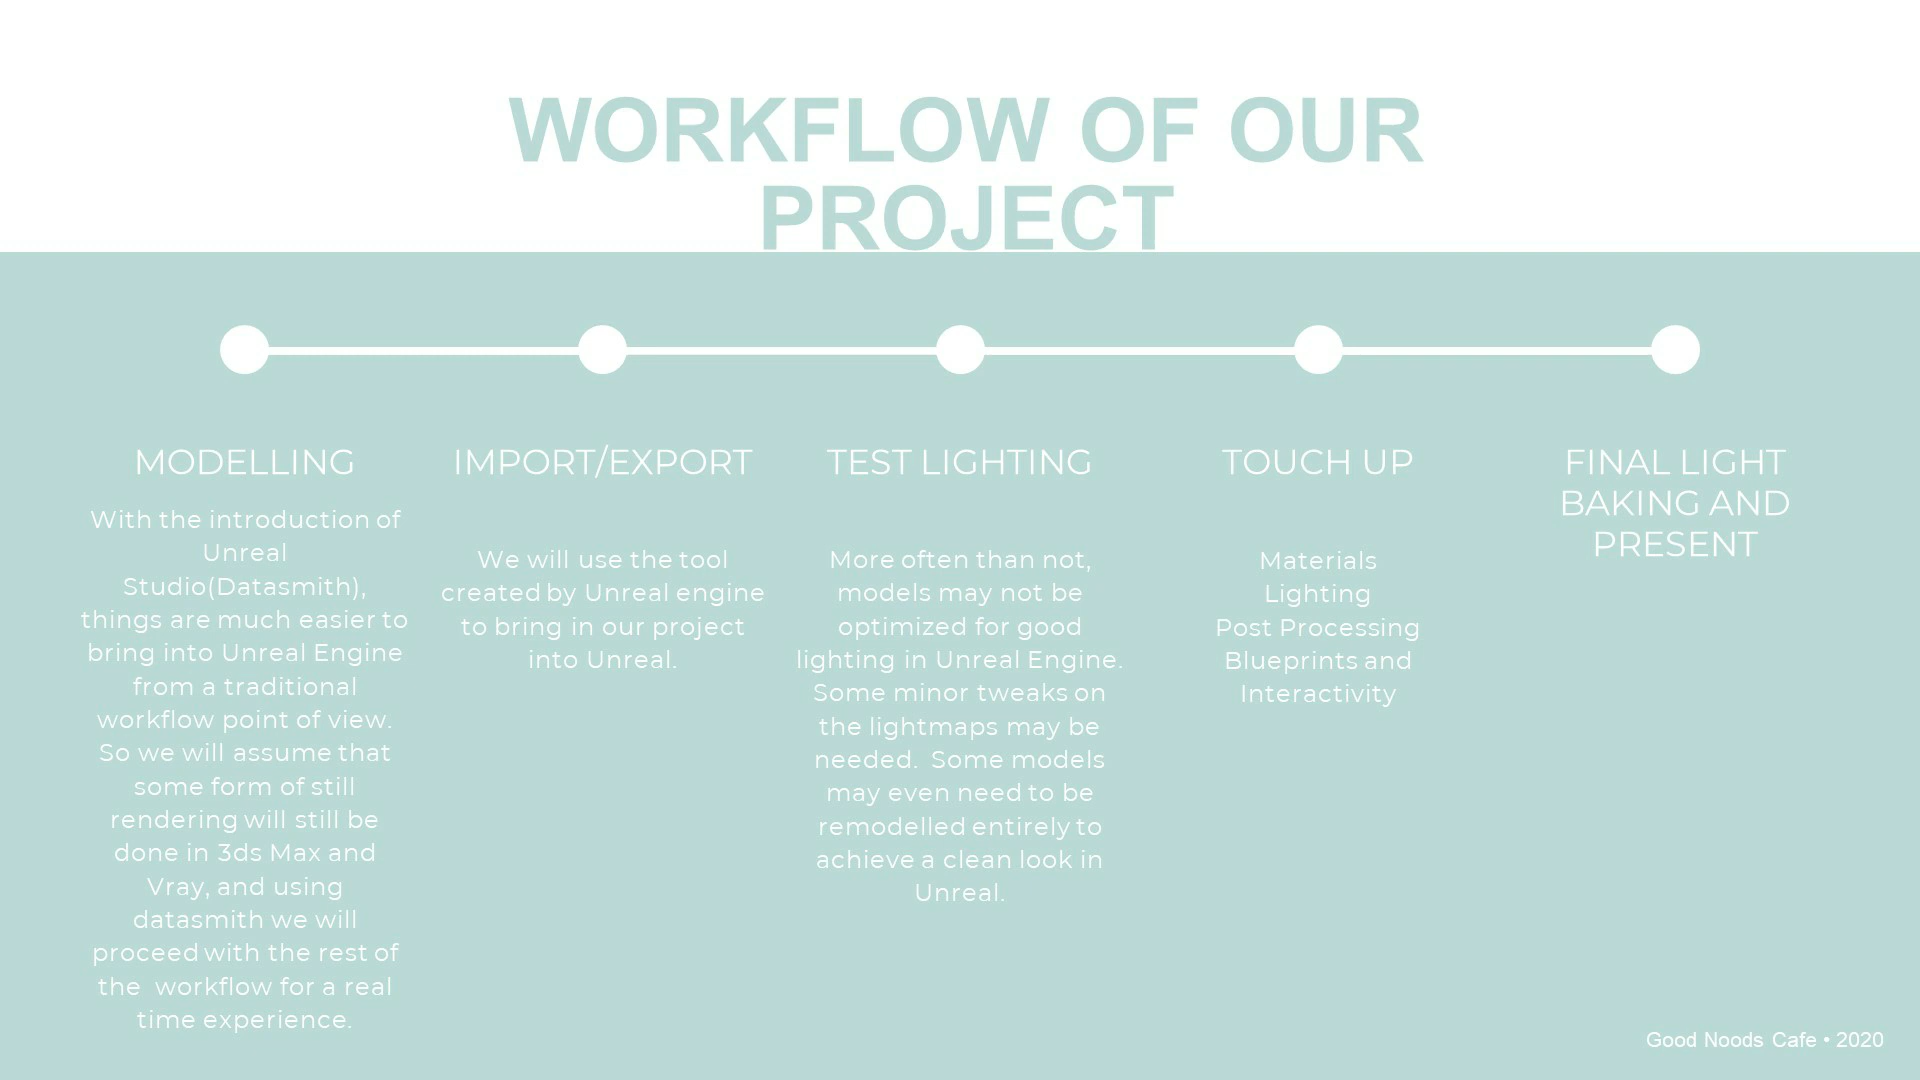 WORKFLOW OF OUR
PROJECT
MODELLING
With the introduction of
Unreal
Studio(Datasmith),
things are much easier to
bring into Unreal Engine
from a traditional
workflow point of view.
So we will assume that
some form of still
rendering will still be
done in 3ds Max and
Vray, and using
datasmith we will
proceed with the rest of
the  workflow for a real
time experience.
IMPORT/EXPORT
We will use the tool
created by Unreal engine
to bring in our project
into Unreal.
TEST LIGHTING
More often than not,
models may not be
optimized for good
lighting in Unreal Engine.
Some minor tweaks on
the lightmaps may be
needed.  Some models
may even need to be
remodelled entirely to
achieve a clean look in
Unreal.
TOUCH UP
Materials
Lighting
Post Processing
Blueprints and
Interactivity
FINAL LIGHT
BAKING AND
PRESENT
Good Noods Cafe • 2020